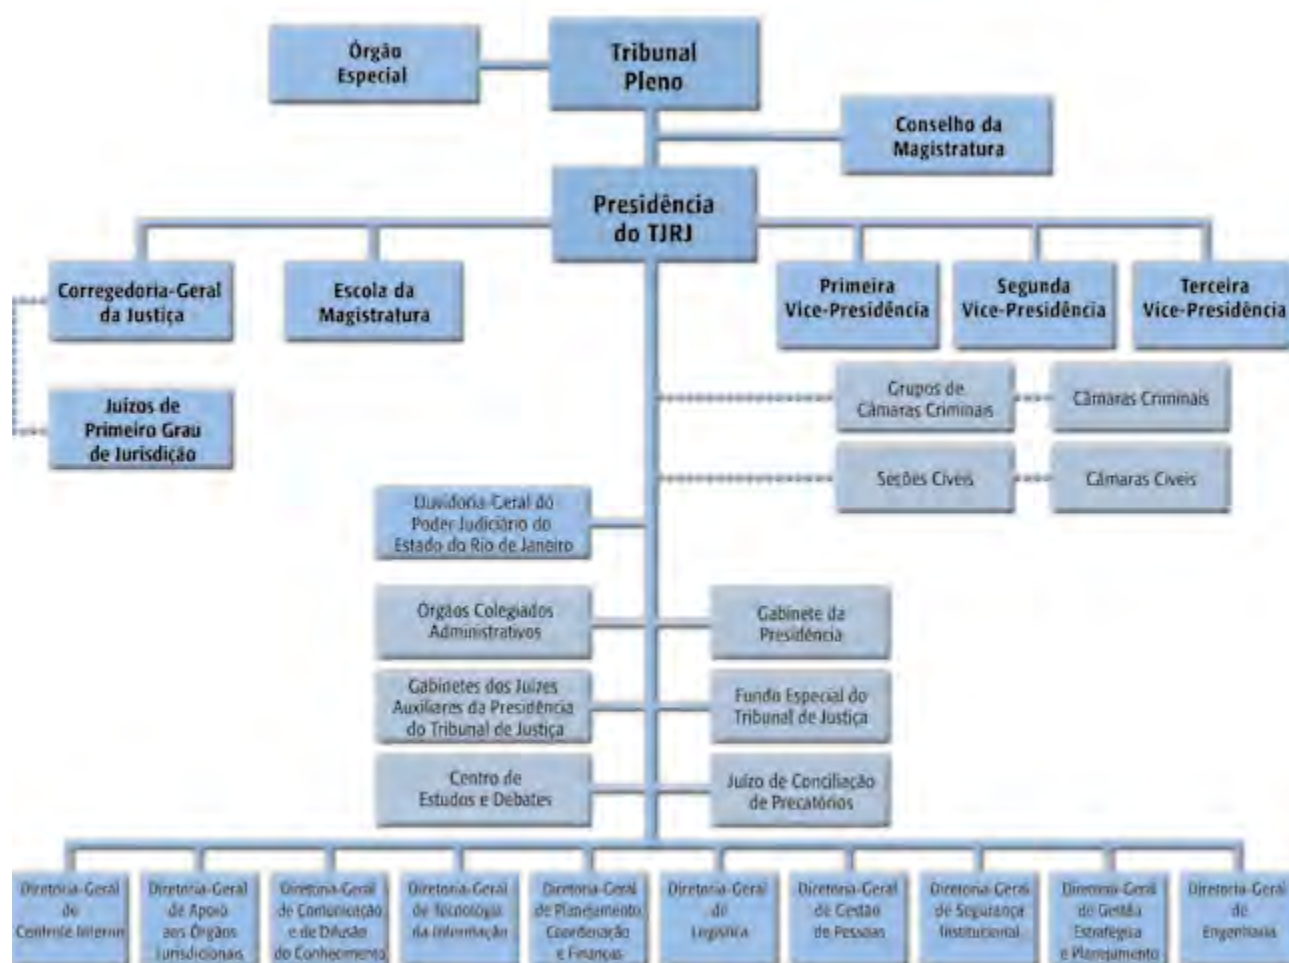 Órgão
Especial
Tribunal
Pleno
Conselho da
Magistratura
Presidência
do TJRJ
Corregedoria-Geral
da Justiça
Escola da
Magistratura
Primeira
Vice-Presidência
Segunda
Vice-Presidência
Terceira
Vice-Presidência
Juízos de
Primeiro Grau
de Jurisdição
Grupos de
Câmaras Criminais
Câmaras Criminais
Seções Cíveis
Câmaras Cíveis
Ouvidoria-Geral do
Poder Judiciário do
Estado do Rio de Janeiro
Órgãos Colegiados
Administrativos
Gabinete da
Presidência
Gabinetes dos Juízes
Auxiliares da Presidência
do Tribunal de Justiça
Fundo Especial do
Tribunal de Justiça
Centro de
Estudos e Debates
Juízo de Conciliação
de Precatórios
Diretoria-Geral
de
Controle Interno
Diretoria-Geral
de Apoio
aos Órgãos
Jurisdicionais
Diretoria-Geral
de Comunicação
e de Difusão
do Conhecimento
Diretoria-Geral
de Tecnologia
da Informação
Diretoria-Geral
de Planejamento,
Coordenação
e Finanças
Diretoria-Geral
de
Logística
Diretoria-Geral
de Gestão
de Pessoas
Diretoria-Geral
de Segurança
Institucional
Diretoria-Geral
de Gestão
Estratégica
e Planejamento
Diretoria-Geral
de
Engenharia